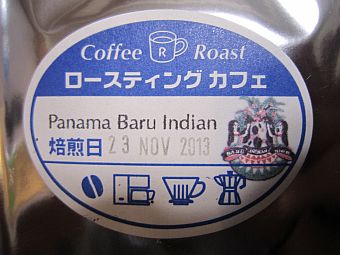 Coffee R Roast
ロースティング カフェ
Panama Baru Indian
焙煎日 23 NOV 2013